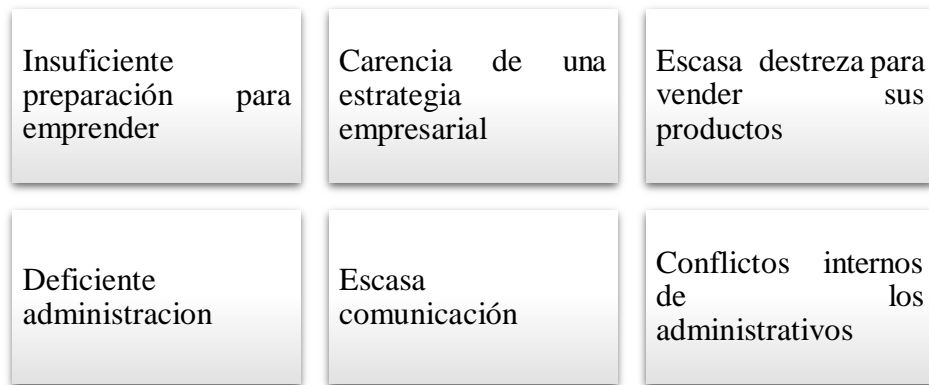 Insuficiente
preparación para
emprender
Carencia de una
estrategia
empresarial
Escasa destreza para
vender sus
productos
Deficiente
administracion
Escasa
comunicación
Conflictos internos
de los
administrativos